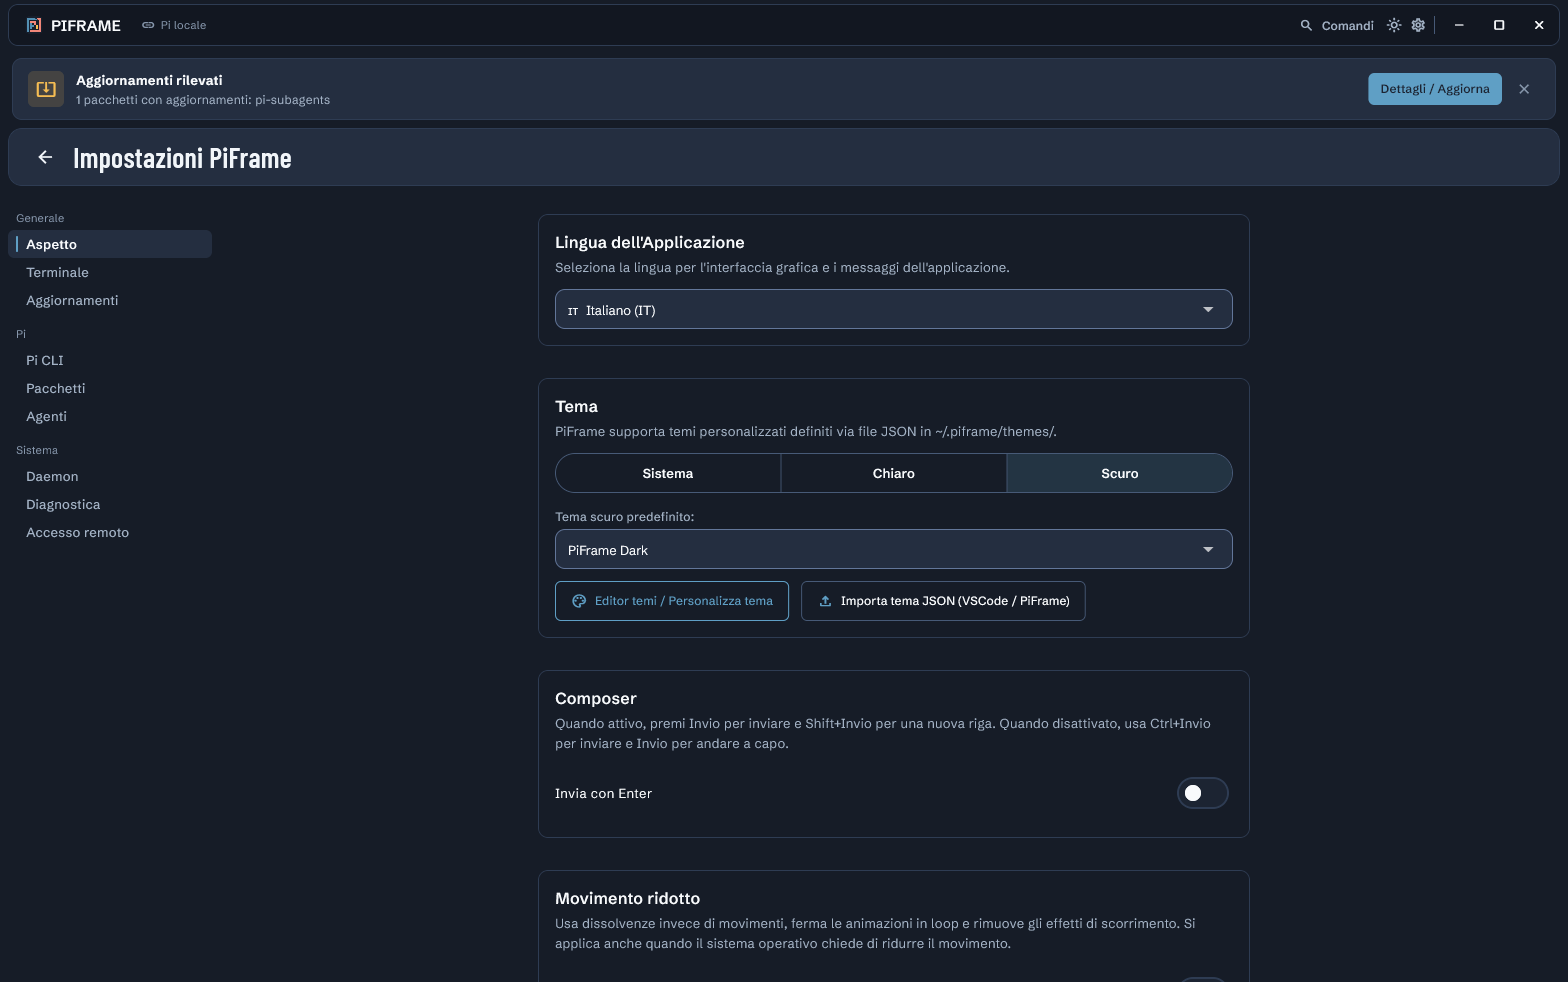 PIFRAME
Pi locale
Comandi
Aggiornamenti rilevati
1 pacchetti con aggiornamenti: pi-subagents
Dettagli / Aggiorna
Impostazioni PiFrame
Generale
Aspetto
Terminale
Aggiornamenti
Pi
Pi CLI
Pacchetti
Agenti
Sistema
Daemon
Diagnostica
Accesso remoto
Lingua dell'Applicazione
Seleziona la lingua per l'interfaccia grafica e i messaggi dell'applicazione.
IT Italiano (IT)
Tema
PiFrame supporta temi personalizzati definiti via file JSON in ~/.piframe/themes/.
Sistema
Chiaro
Scuro
Tema scuro predefinito:
PiFrame Dark
Editor temi / Personalizza tema
Importa tema JSON (VSCode / PiFrame)
Composer
Quando attivo, premi Invio per inviare e Shift+Invio per una nuova riga. Quando disattivato, usa Ctrl+Invio
per inviare e Invio per andare a capo.
Invia con Enter
Movimento ridotto
Usa dissolvenze invece di movimenti, ferma le animazioni in loop e rimuove gli effetti di scorrimento. Si
applica anche quando il sistema operativo chiede di ridurre il movimento.